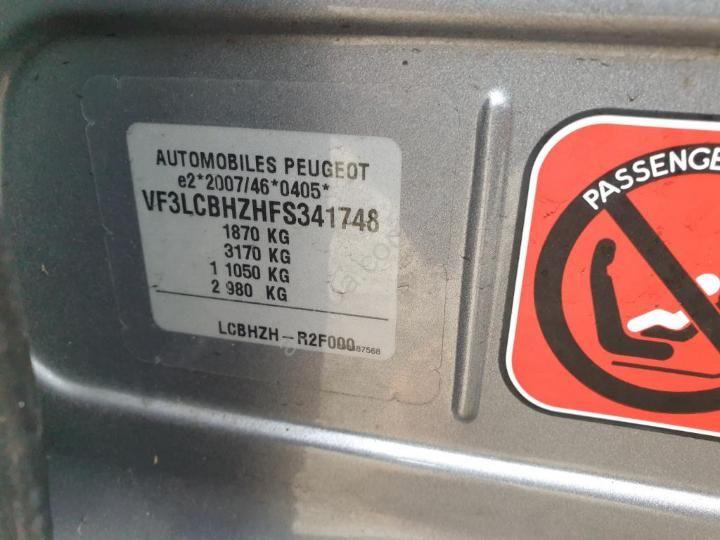 AUTOMOBILES PEUGEOT
e2*2007/46*0405*
VF3LCBHZHFS341748
1870 KG
3170 KG
1 1050 KG
2 980 KG
LCBHZH-R2F000
PASSENGE